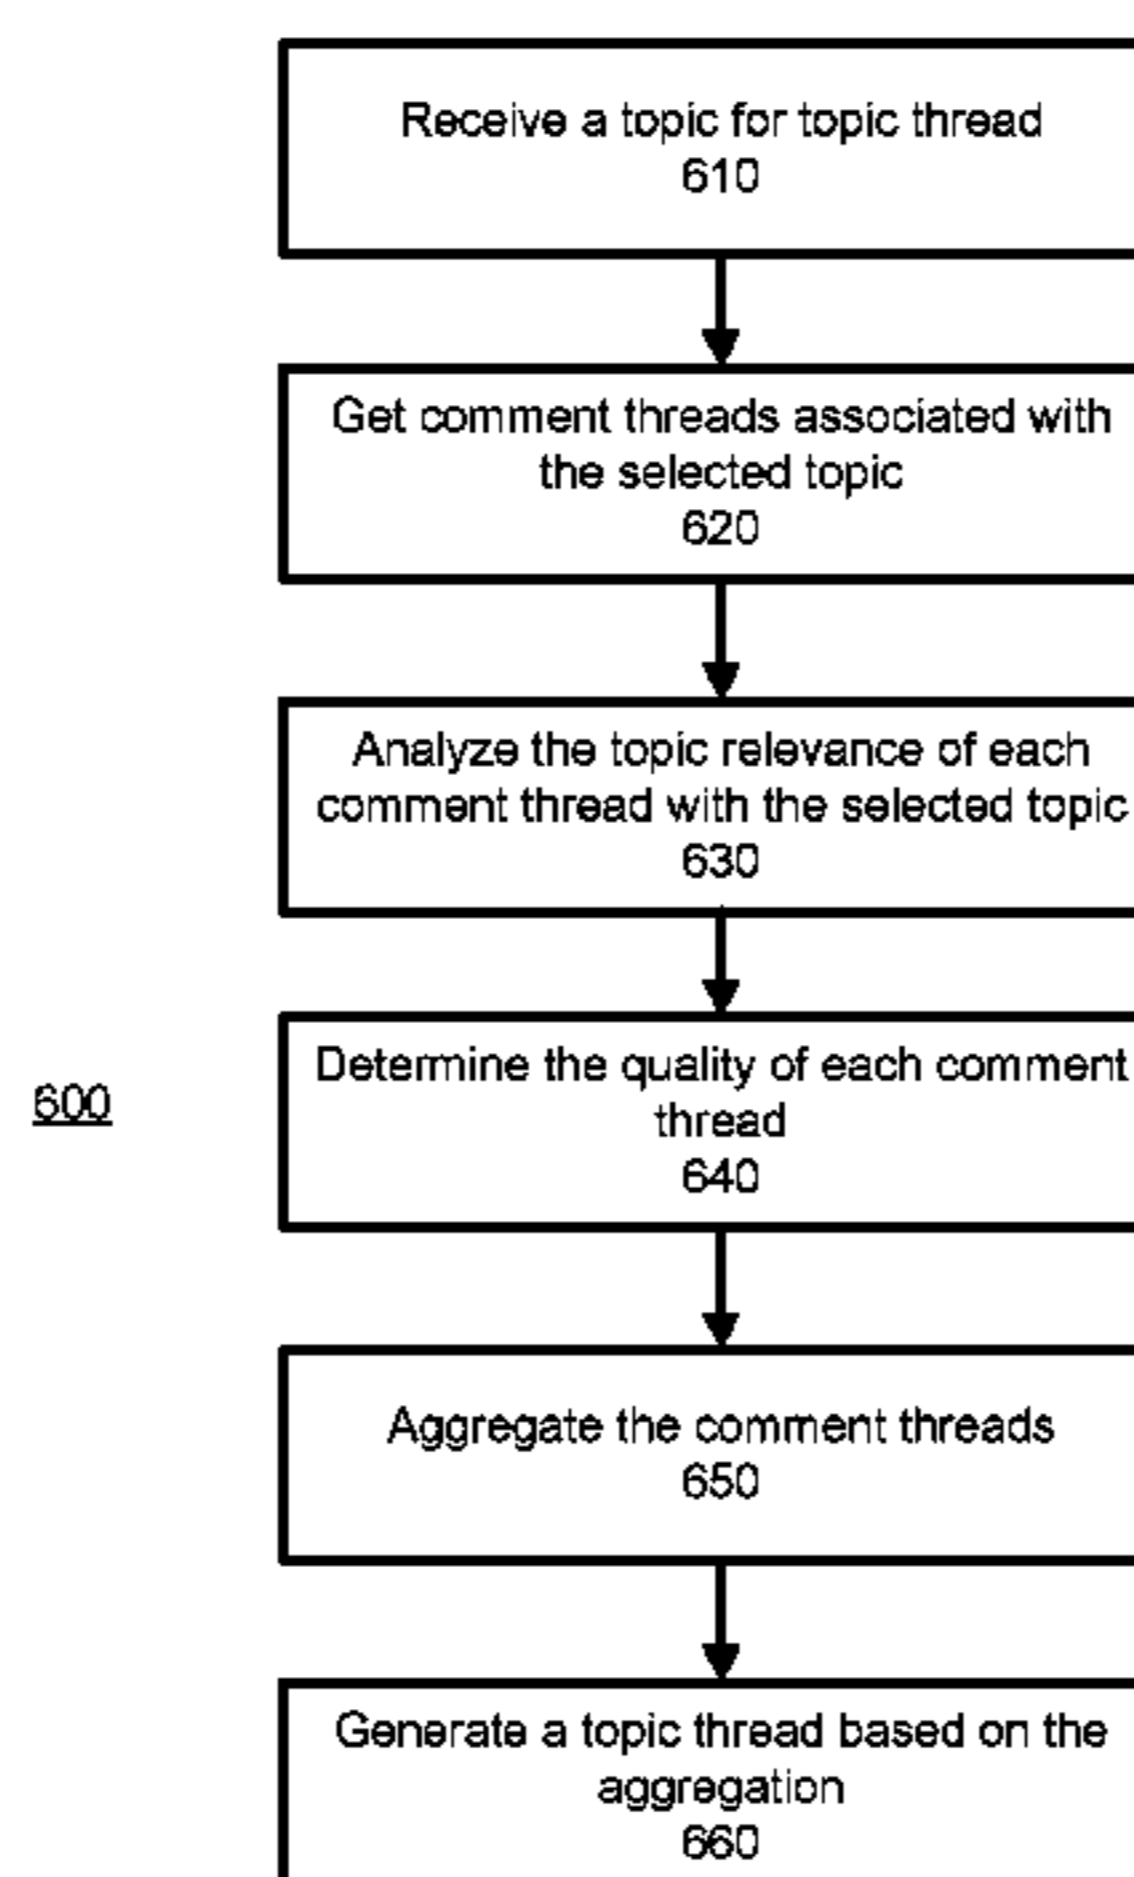 Receive a topic for topic thread
610
Get comment threads associated with
the selected topic
620
Analyze the topic relevance of each
comment thread with the selected topic
630
600
Determine the quality of each comment
thread
640
Aggregate the comment threads
650
Generate a topic thread based on the
aggregation
660